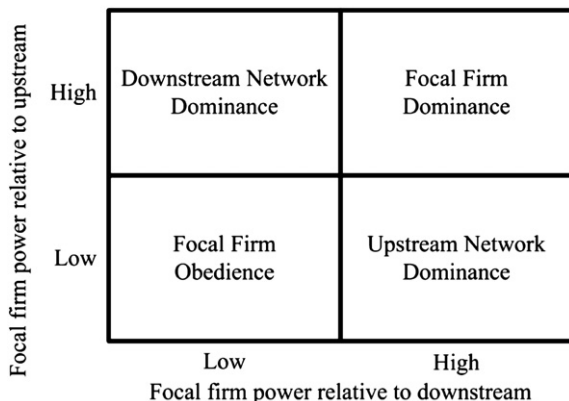 Focal firm power relative to upstream
High
Downstream Network
Dominance
Focal Firm
Dominance
Low
Focal Firm
Obedience
Upstream Network
Dominance
Low
High
Focal firm power relative to downstream